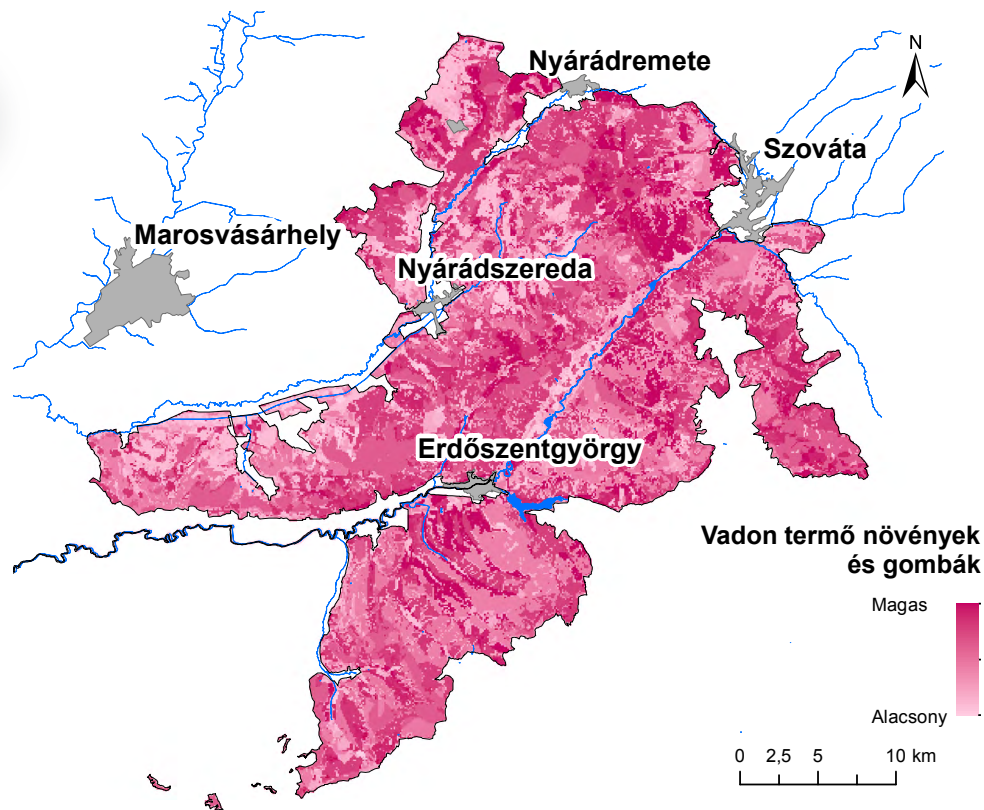 N
Nyárádremete
Szováta
Marosvásárhely
Nyárádszereda
Erdőszentgyörgy
Vadon termő növények
és gombák
Magas
Alacsony
0 2,5 5 10 km